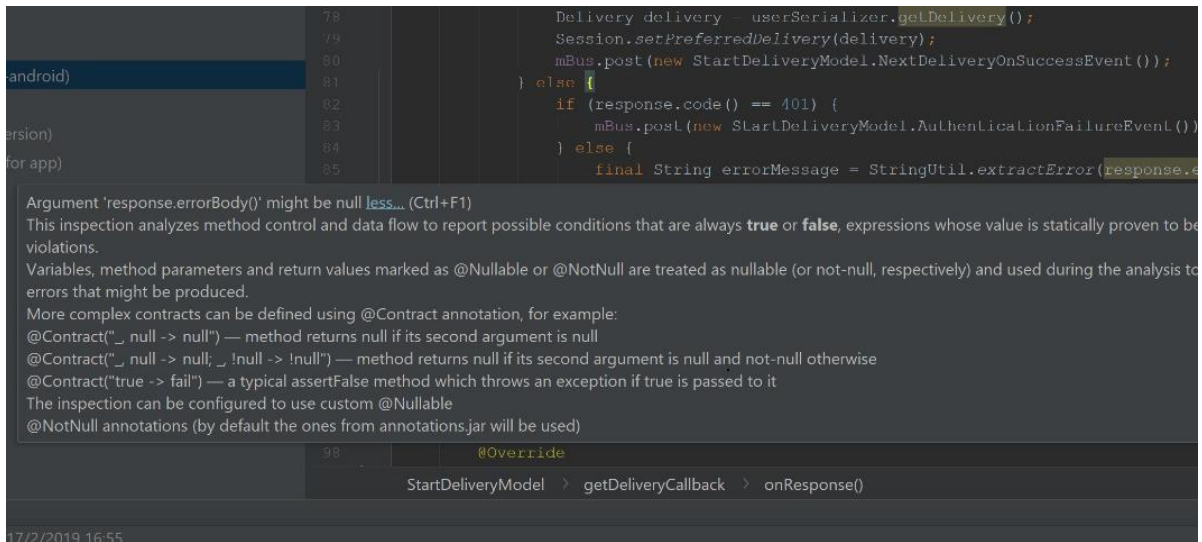 78 Delivery delivery = userSerializer.getDelivery();
79 Session.setPreferredDelivery(delivery);
80 mBus.post(new StartDeliveryModel.NextDeliveryOnSuccessEvent());
81 } else {
-android)
82 if (response.code() == 401) {
83 mBus.post(new StartDeliveryModel.AuthenticationFailureEvent())
ersion)
84 } else {
for app)
85 final String errorMessage = StringUtil.extractError(response.e
Argument 'response.errorBody()' might be null less... (Ctrl+F1)
This inspection analyzes method control and data flow to report possible conditions that are always true or false, expressions whose value is statically proven to be
violations.
Variables, method parameters and return values marked as @Nullable or @NotNull are treated as nullable (or not-null, respectively) and used during the analysis to
errors that might be produced.
More complex contracts can be defined using @Contract annotation, for example:
@Contract("_, null -> null") — method returns null if its second argument is null
@Contract("_, null -> null; _, !null -> !null") — method returns null if its second argument is null and not-null otherwise
@Contract("true -> fail") — a typical assertFalse method which throws an exception if true is passed to it
The inspection can be configured to use custom @Nullable
@NotNull annotations (by default the ones from annotations.jar will be used)
98 @Override
StartDeliveryModel > getDeliveryCallback > onResponse()
17/2/2019 16:55